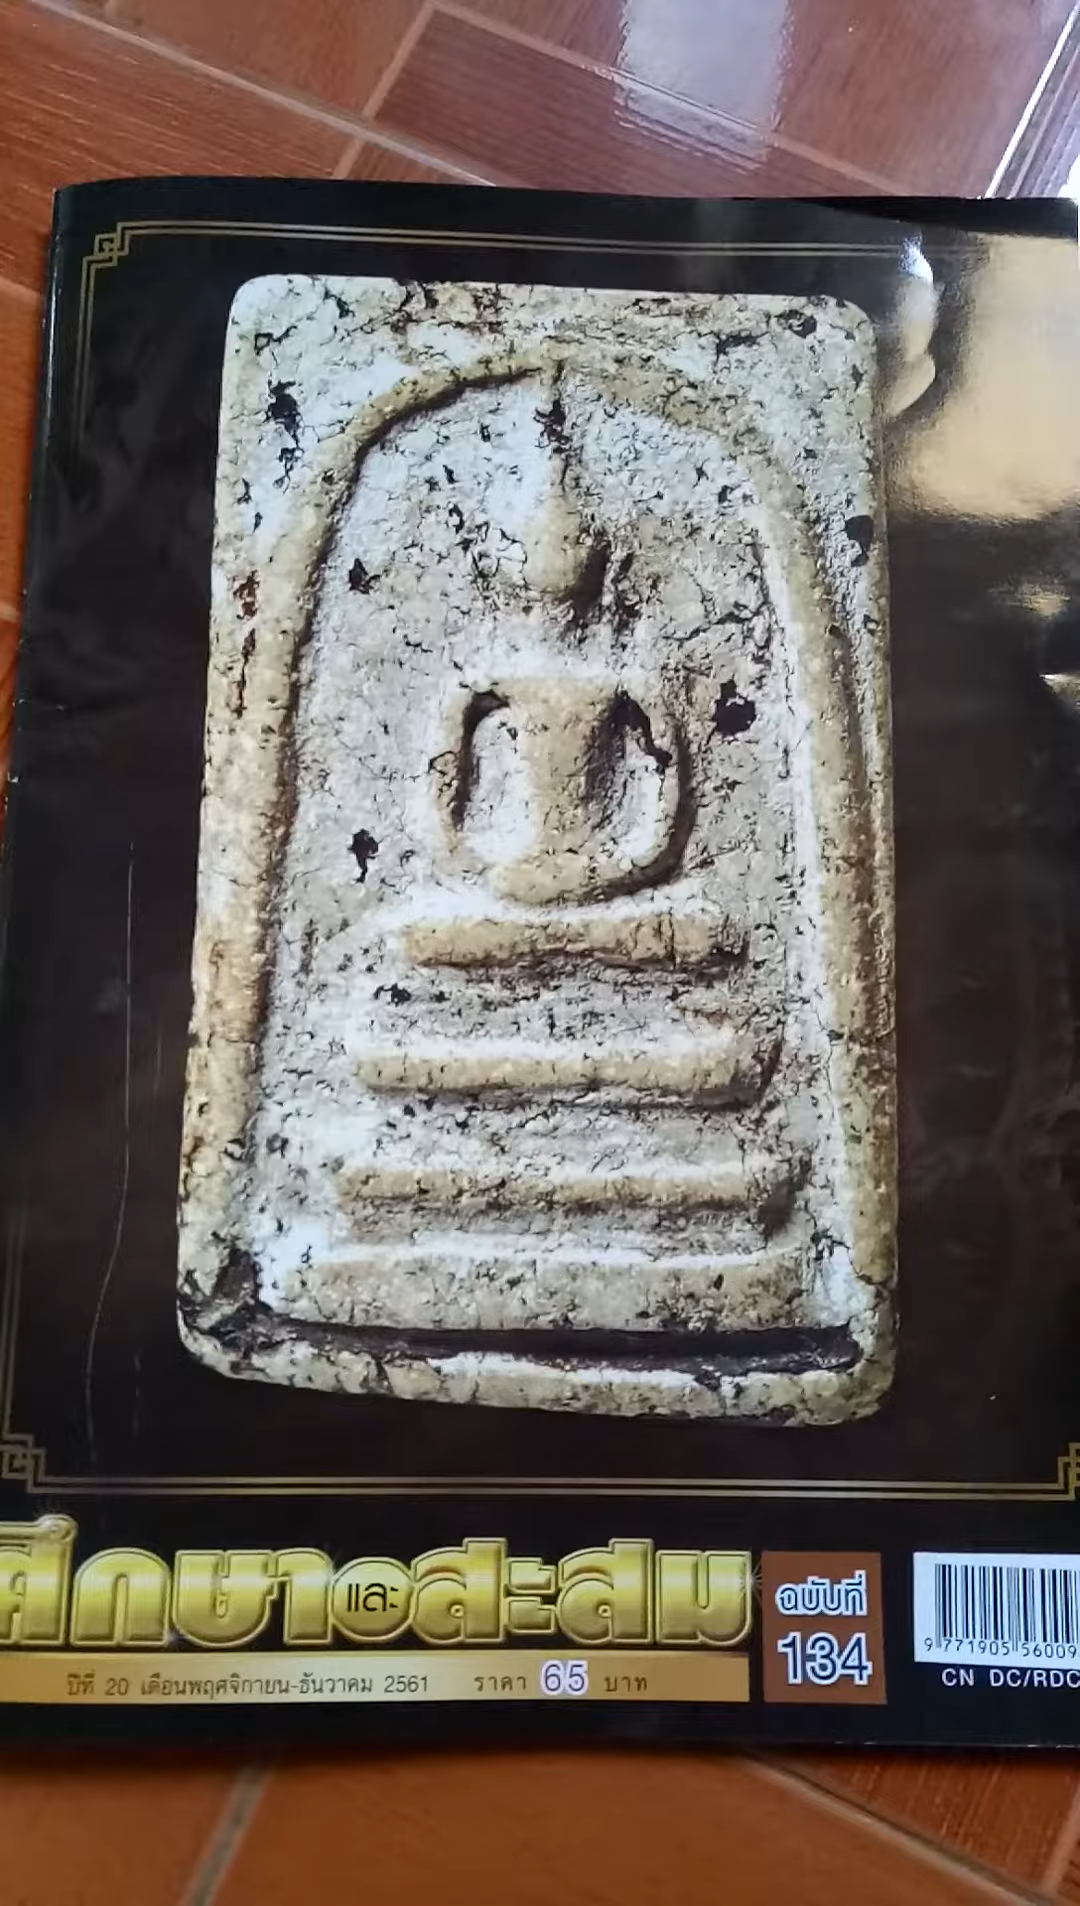 ศึกษาและสะสม
ปีที่ 20 เดือนพฤศจิกายน-ธันวาคม 2561 ราคา 65 บาท
ฉบับที่
134
9 771905 56009
CN DC/RDC